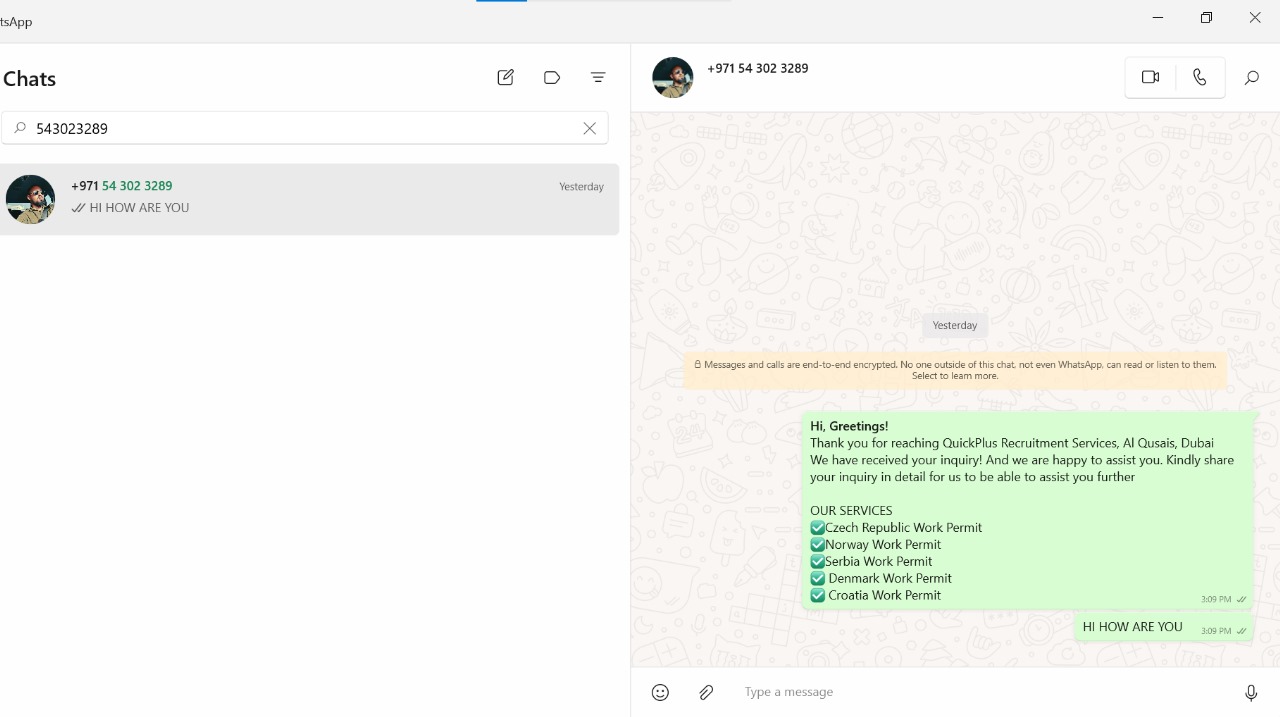 tsApp
Chats
543023289
+971 54 302 3289
Yesterday
HI HOW ARE YOU
+971 54 302 3289
Yesterday
Messages and calls are end-to-end encrypted. No one outside of this chat, not even WhatsApp, can read or listen to them.
Select to learn more.
Hi, Greetings!
Thank you for reaching QuickPlus Recruitment Services, Al Qusais, Dubai
We have received your inquiry! And we are happy to assist you. Kindly share
your inquiry in detail for us to be able to assist you further
OUR SERVICES
✅Czech Republic Work Permit
✅Norway Work Permit
✅Serbia Work Permit
✅ Denmark Work Permit
✅ Croatia Work Permit
3:09 PM
HI HOW ARE YOU
3:09 PM
Type a message